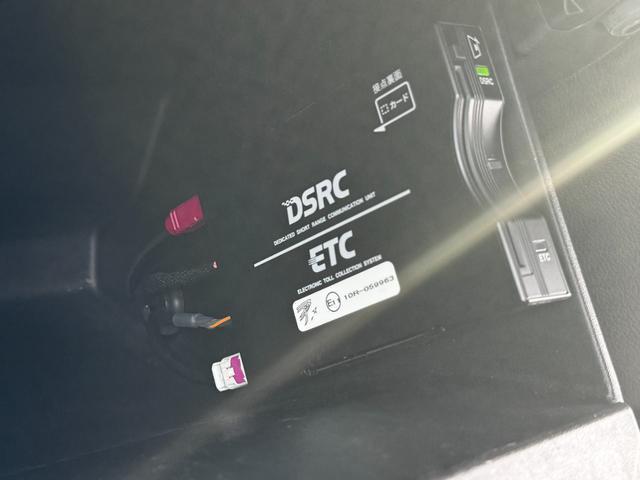 DSRC
接点裏面
カード
DSRC
DEDICATED SHORT RANGE COMMUNICATION UNIT
ETC
ELECTRONIC TOLL COLLECTION SYSTEM
E11 10R-059963
ETC